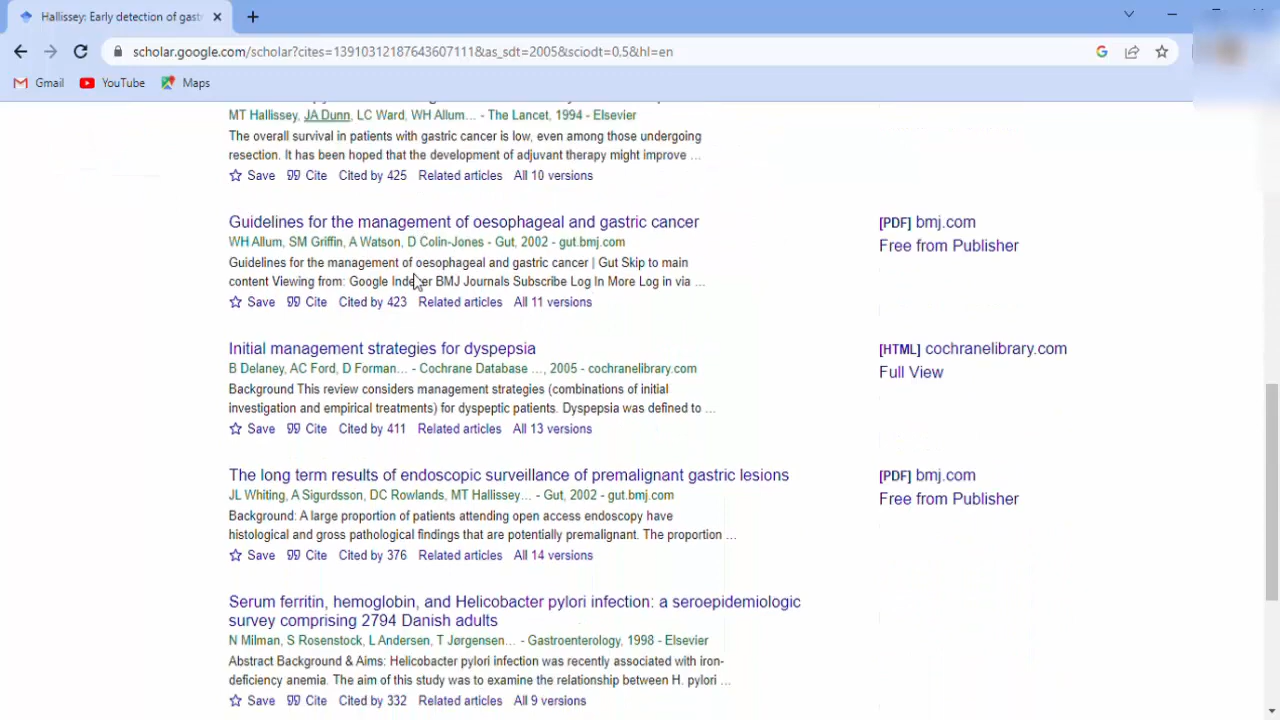 Hallissey: Early detection of gast
scholar.google.com/scholar?cites=13910312187643607111&as_sdt=2005&sciodt=0,5&hl=en
Gmail YouTube Maps
MT Hallissey, JA Dunn, LC Ward, WH Allum... - The Lancet, 1994 - Elsevier
The overall survival in patients with gastric cancer is low, even among those undergoing
resection. It has been hoped that the development of adjuvant therapy might improve ...
Save Cite Cited by 425 Related articles All 10 versions
Guidelines for the management of oesophageal and gastric cancer
[PDF] bmj.com
WH Allum, SM Griffin, A Watson, D Colin-Jones - Gut, 2002 - gut.bmj.com
Free from Publisher
Guidelines for the management of oesophageal and gastric cancer | Gut Skip to main
content Viewing from: Google Indexer BMJ Journals Subscribe Log In More Log in via ...
Save Cite Cited by 423 Related articles All 11 versions
Initial management strategies for dyspepsia
[HTML] cochranelibrary.com
B Delaney, AC Ford, D Forman... - Cochrane Database ..., 2005 - cochranelibrary.com
Full View
Background This review considers management strategies (combinations of initial
investigation and empirical treatments) for dyspeptic patients. Dyspepsia was defined to ...
Save Cite Cited by 411 Related articles All 13 versions
The long term results of endoscopic surveillance of premalignant gastric lesions
[PDF] bmj.com
JL Whiting, A Sigurdsson, DC Rowlands, MT Hallissey... - Gut, 2002 - gut.bmj.com
Free from Publisher
Background: A large proportion of patients attending open access endoscopy have
histological and gross pathological findings that are potentially premalignant. The proportion ...
Save Cite Cited by 376 Related articles All 14 versions
Serum ferritin, hemoglobin, and Helicobacter pylori infection: a seroepidemiologic
survey comprising 2794 Danish adults
N Milman, S Rosenstock, L Andersen, T Jørgensen... - Gastroenterology, 1998 - Elsevier
Abstract Background & Aims: Helicobacter pylori infection was recently associated with iron-
deficiency anemia. The aim of this study was to examine the relationship between H. pylori ...
Save Cite Cited by 332 Related articles All 9 versions